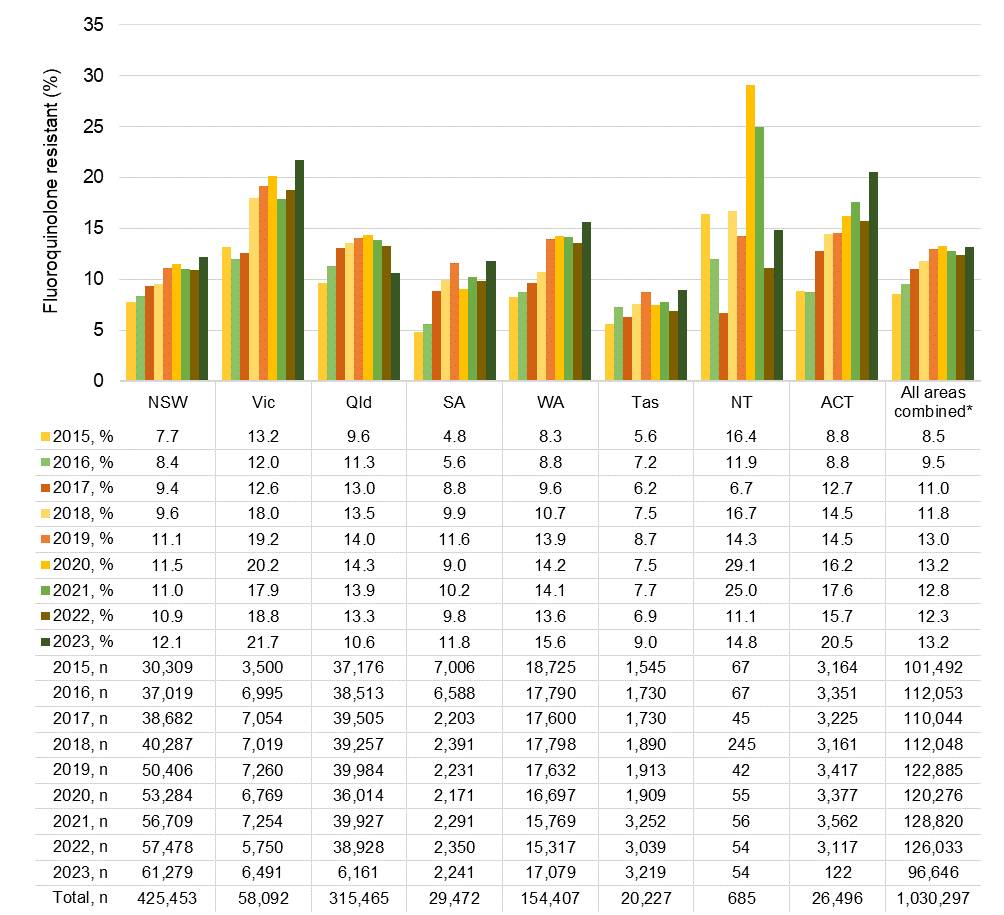 35
30
25
20
15
10
5
0
Fluoroquinolone resistant (%)
NSW Vic Qld SA WA Tas NT ACT All areas
combined*
2015, % 7.7 13.2 9.6 4.8 8.3 5.6 16.4 8.8 8.5
2016, % 8.4 12.0 11.3 5.6 8.8 7.2 11.9 8.8 9.5
2017, % 9.4 12.6 13.0 8.8 9.6 6.2 6.7 12.7 11.0
2018, % 9.6 18.0 13.5 9.9 10.7 7.5 16.7 14.5 11.8
2019, % 11.1 19.2 14.0 11.6 13.9 8.7 14.3 14.5 13.0
2020, % 11.5 20.2 14.3 9.0 14.2 7.5 29.1 16.2 13.2
2021, % 11.0 17.9 13.9 10.2 14.1 7.7 25.0 17.6 12.8
2022, % 10.9 18.8 13.3 9.8 13.6 6.9 11.1 15.7 12.3
2023, % 12.1 21.7 10.6 11.8 15.6 9.0 14.8 20.5 13.2
2015, n 30,309 3,500 37,176 7,006 18,725 1,545 67 3,164 101,492
2016, n 37,019 6,995 38,513 6,588 17,790 1,730 67 3,351 112,053
2017, n 38,682 7,054 39,505 2,203 17,600 1,730 45 3,225 110,044
2018, n 40,287 7,019 39,257 2,391 17,798 1,890 245 3,161 112,048
2019, n 50,406 7,260 39,984 2,231 17,632 1,913 42 3,417 122,885
2020, n 53,284 6,769 36,014 2,171 16,697 1,909 55 3,377 120,276
2021, n 56,709 7,254 39,927 2,291 15,769 3,252 56 3,562 128,820
2022, n 57,478 5,750 38,928 2,350 15,317 3,039 54 3,117 126,033
2023, n 61,279 6,491 6,161 2,241 17,079 3,219 54 122 96,646
Total, n 425,453 58,092 315,465 29,472 154,407 20,227 685 26,496 1,030,297